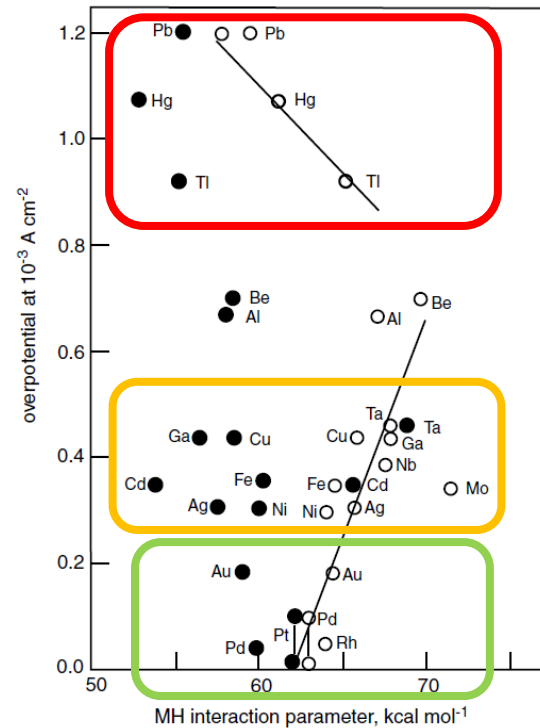 1.2
Pb Pb
Hg Hg
1.0
Tl Tl
0.8
Be Be
Al Al
0.6
Ta Ta
Ga Cu Cu Ga
0.4
Nb
Cd Fe Fe Cd Mo
Ag Ni Ni Ag
0.2
Au Au
Pt Pd
Pd Rh
0.0
50 60 70
MH interaction parameter, kcal mol-1
overpotential at 10-3 A cm-2